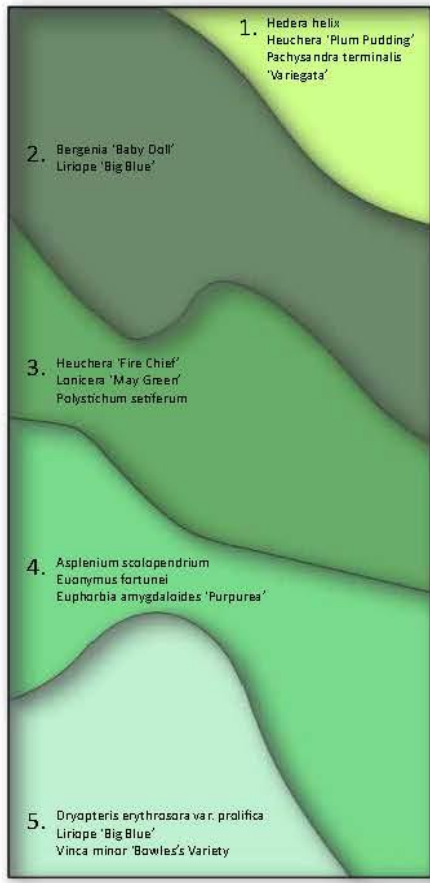 1. Hedera helix
Heuchera ‘Plum Pudding’
Pachysandra terminalis
‘Variegata’
2. Bergenia ‘Baby Doll’
Liriope ‘Big Blue’
3. Heuchera ‘Fire Chief’
Lonicera ‘May Green’
Polystichum setiferum
4. Asplenium scolopendrium
Euonymus fortunei
Euphorbia amygdaloides ‘Purpurea’
5. Dryopteris erythrosora var. prolifica
Liriope ‘Big Blue’
Vinca minor ‘Bowles’s Variety